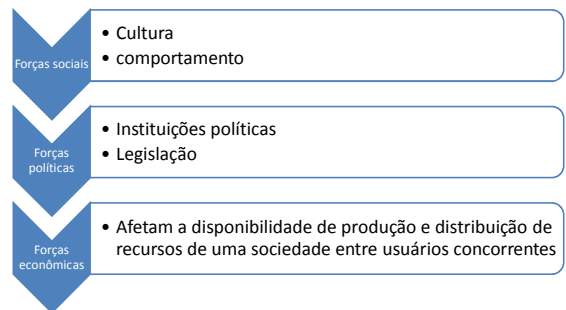 Forças sociais
• Cultura
• comportamento
Forças
políticas
• Instituições políticas
• Legislação
Forças
econômicas
• Afetam a disponibilidade de produção e distribuição de
recursos de uma sociedade entre usuários concorrentes